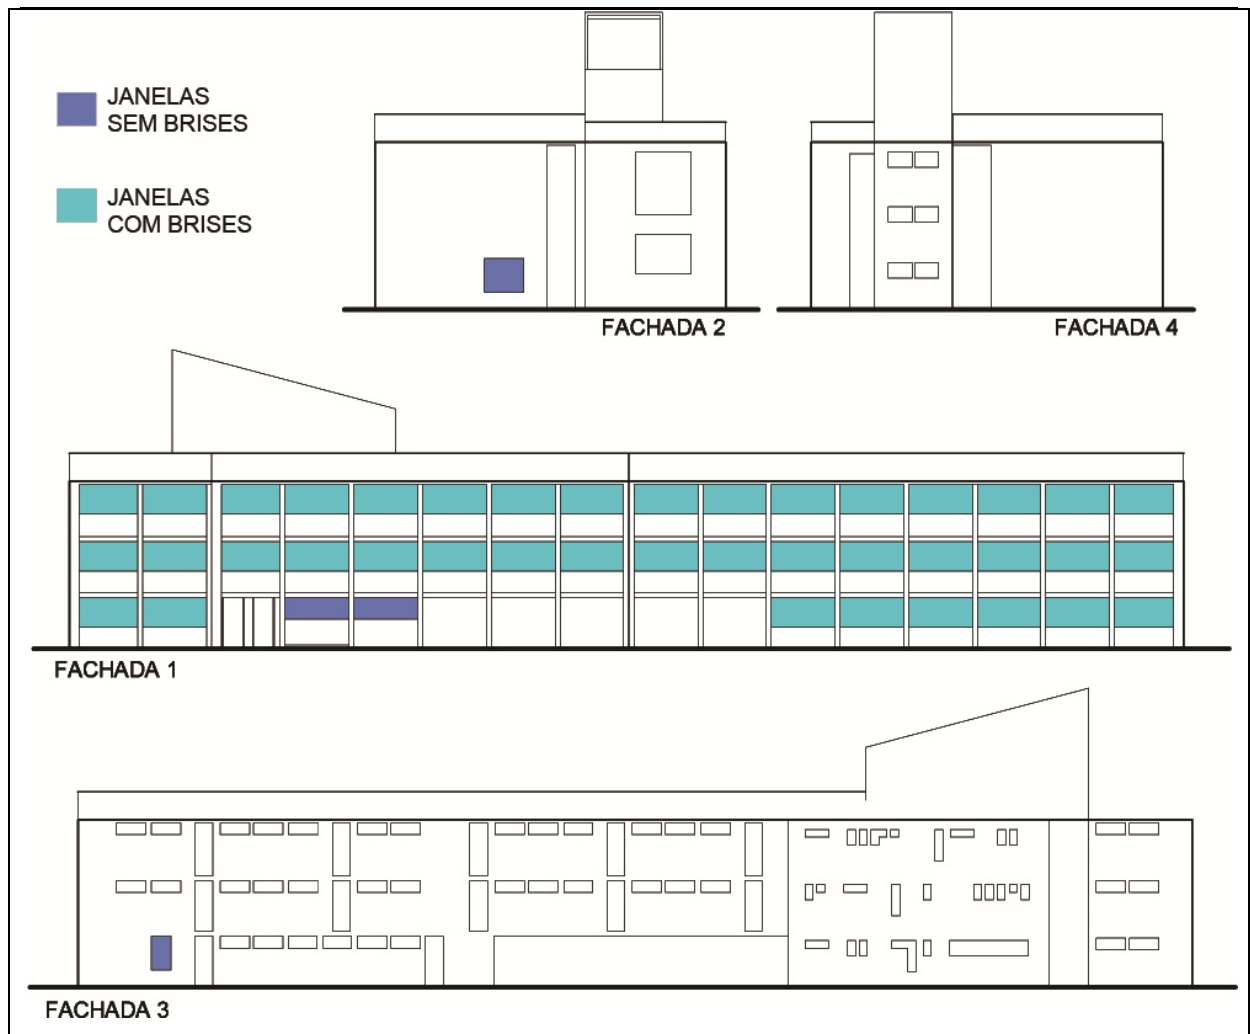 JANELAS
SEM BRISES
JANELAS
COM BRISES
FACHADA 2
FACHADA 4
FACHADA 1
FACHADA 3